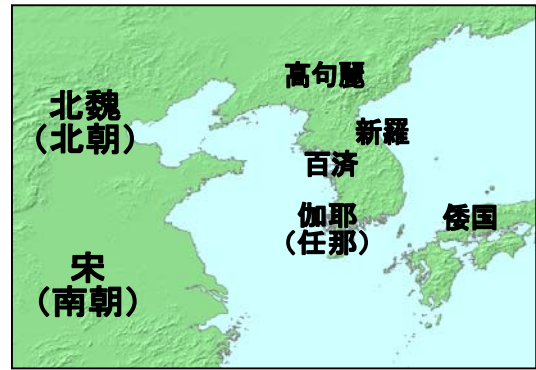 高句麗
北魏
（北朝）
新羅
百済
伽耶
（任那）
倭国
宋
（南朝）